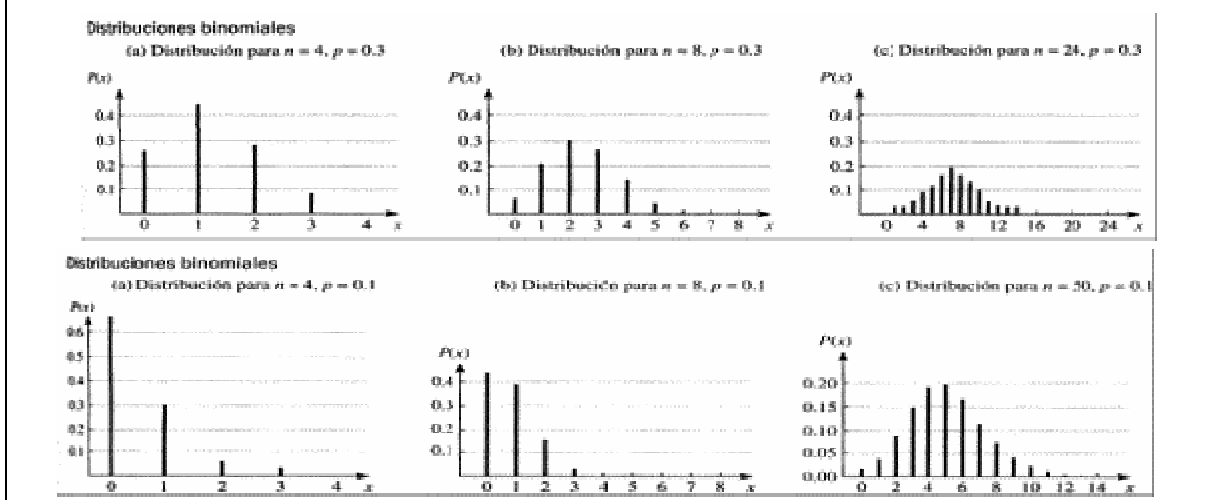 Distribuciones binomiales
(a) Distribución para n = 4, p = 0.3
(b) Distribución para n = 8, p = 0.3
(c) Distribución para n = 24, p = 0.3
P(x)
0.4
0.3
0.2
0.1
0 1 2 3 4 x
P(x)
0.4
0.3
0.2
0.1
0 1 2 3 4 5 6 7 8 x
P(x)
0.4
0.3
0.2
0.1
0 4 8 12 16 20 24 x
Distribuciones binomiales
(a) Distribución para n = 4, p = 0.1
(b) Distribución para n = 8, p = 0.1
(c) Distribución para n = 50, p = 0.1
P(x)
0.6
0.5
0.4
0.3
0.2
0.1
0 1 2 3 4 x
P(x)
0.4
0.3
0.2
0.1
0 1 2 3 4 5 6 7 8 x
P(x)
0.20
0.15
0.10
0.05
0.00
0 2 4 6 8 10 12 14 x